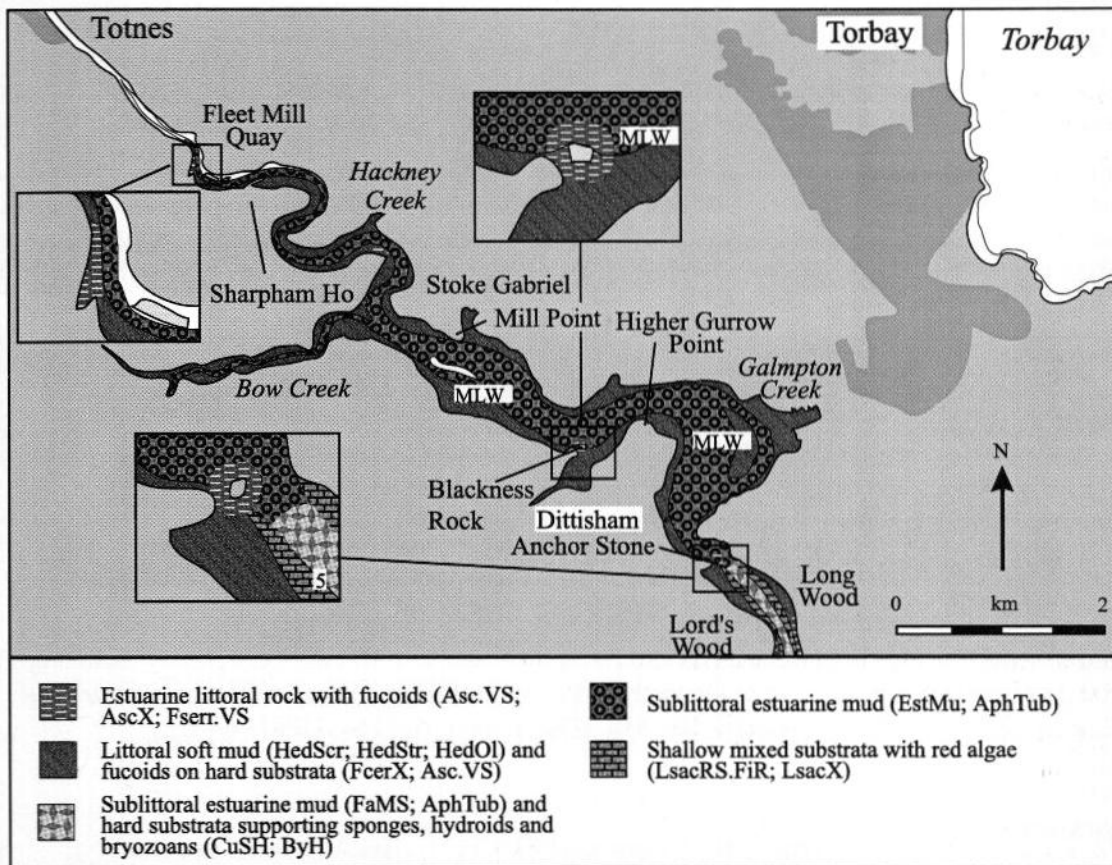 Totnes
Torbay
Torbay
Fleet Mill
Quay
Hackney
Creek
MLW
Sharpham Ho
Stoke Gabriel
Mill Point
Higher Gurrow
Point
Galmpton
Creek
Bow Creek
MLW
MLW
N
Blackness
Rock
Dittisham
Anchor Stone
5
Long
Wood
Lord's
Wood
0 km 2
Estuarine littoral rock with fucoids (Asc.VS;
AscX; Fserr.VS
Littoral soft mud (HedScr; HedStr; HedOl) and
fucoids on hard substrata (FcerX; Asc.VS)
Sublittoral estuarine mud (FaMS; AphTub) and
hard substrata supporting sponges, hydroids and
bryozoans (CuSH; ByH)
Sublittoral estuarine mud (EstMu; AphTub)
Shallow mixed substrata with red algae
(LsacRS.FiR; LsacX)